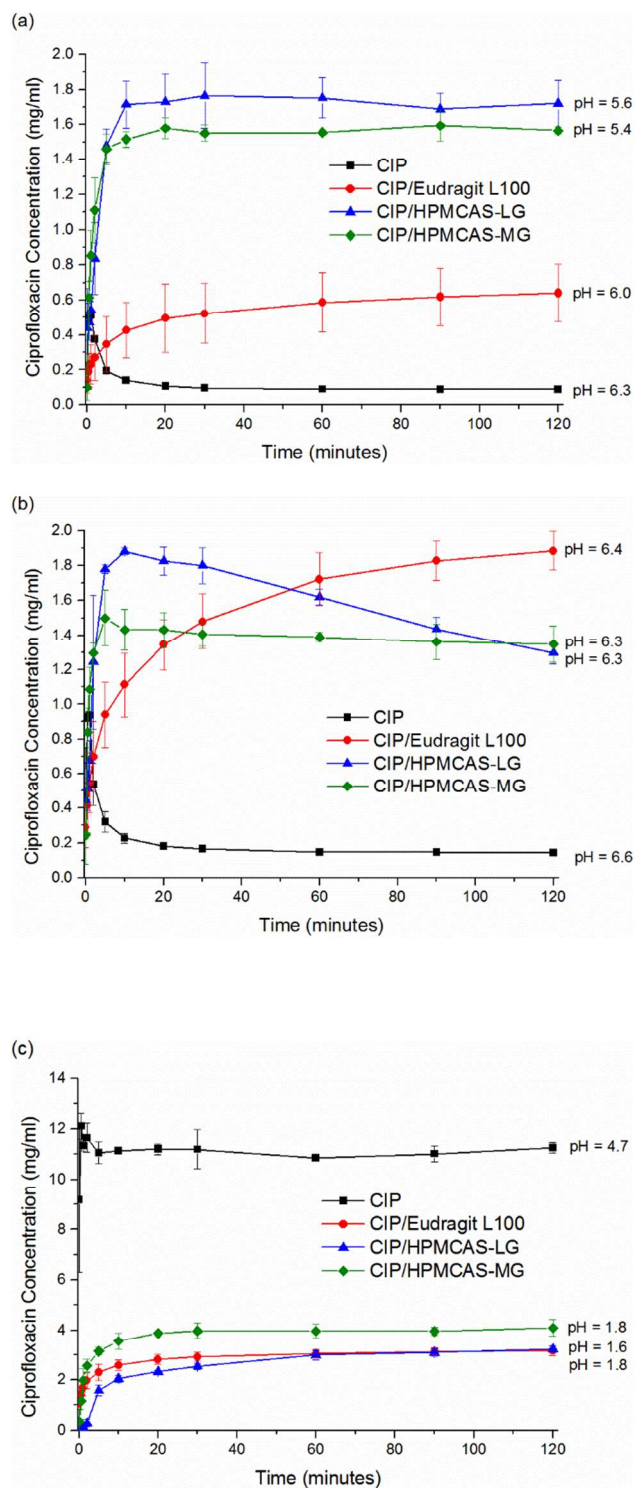 (a)
Ciprofloxacin Concentration (mg/ml)
2.0
1.8
1.6
1.4
1.2
1.0
0.8
0.6
0.4
0.2
0.0
CIP
CIP/Eudragit L100
CIP/HPMCAS-LG
CIP/HPMCAS-MG
pH = 5.6
pH = 5.4
pH = 6.0
pH = 6.3
0 20 40 60 80 100 120
Time (minutes)
(b)
Ciprofloxacin Concentration (mg/ml)
2.0
1.8
1.6
1.4
1.2
1.0
0.8
0.6
0.4
0.2
0.0
CIP
CIP/Eudragit L100
CIP/HPMCAS-LG
CIP/HPMCAS-MG
pH = 6.4
pH = 6.3
pH = 6.3
pH = 6.6
0 20 40 60 80 100 120
Time (minutes)
(c)
Ciprofloxacin Concentration (mg/ml)
14
12
10
8
6
4
2
0
CIP
CIP/Eudragit L100
CIP/HPMCAS-LG
CIP/HPMCAS-MG
pH = 4.7
pH = 1.8
pH = 1.6
pH = 1.8
0 20 40 60 80 100 120
Time (minutes)